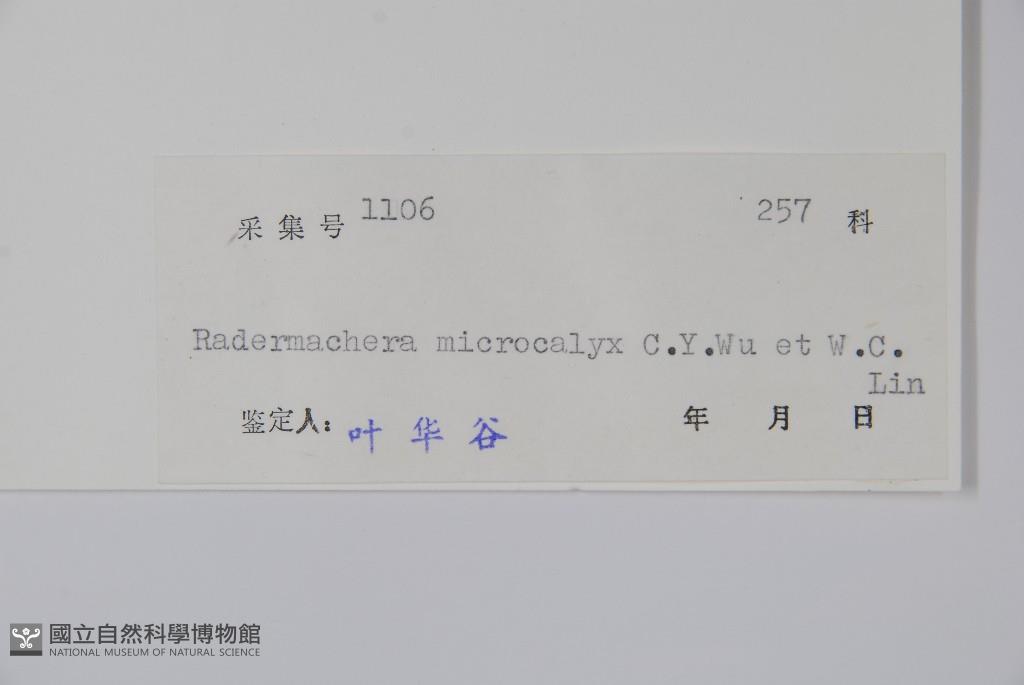 采集号 1106 257 科
Radermachera microcalyx C.Y.Wu et W.C.
Lin
鉴定人: 叶华谷 年 月 日
國立自然科學博物館
NATIONAL MUSEUM OF NATURAL SCIENCE